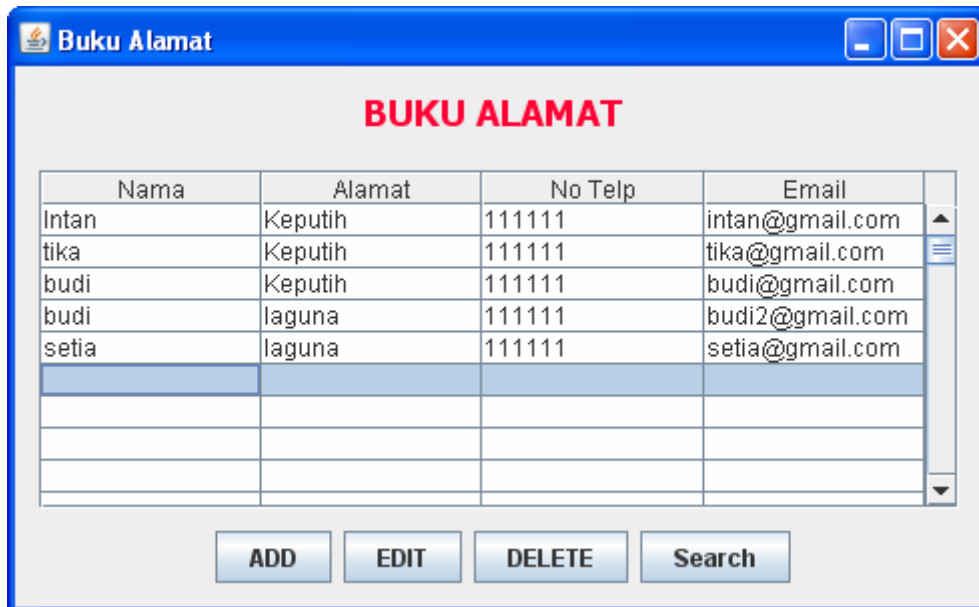 Buku Alamat
BUKU ALAMAT
Nama Alamat No Telp Email
Intan Keputih 111111 intan@gmail.com
tika Keputih 111111 tika@gmail.com
budi Keputih 111111 budi@gmail.com
budi laguna 111111 budi2@gmail.com
setia laguna 111111 setia@gmail.com
ADD EDIT DELETE Search